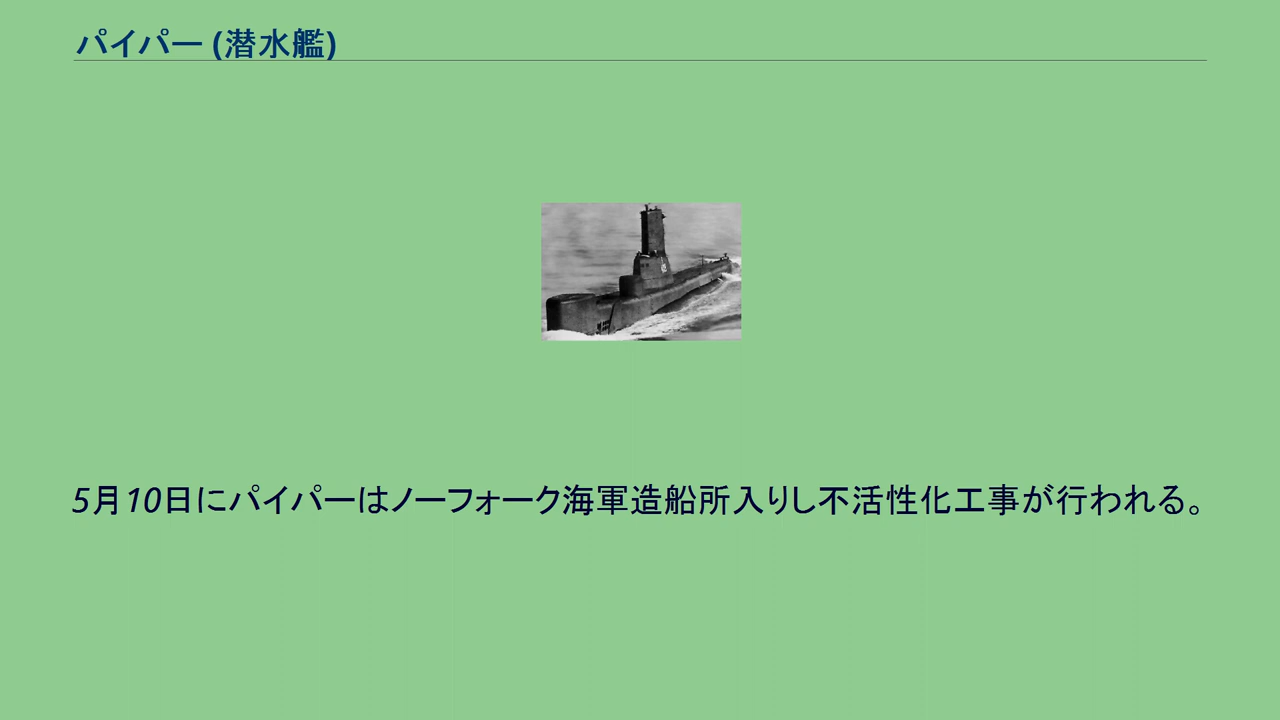 パイパー (潜水艦)
5月10日にパイパーはノーフォーク海軍造船所入りし不活性化工事が行われる。